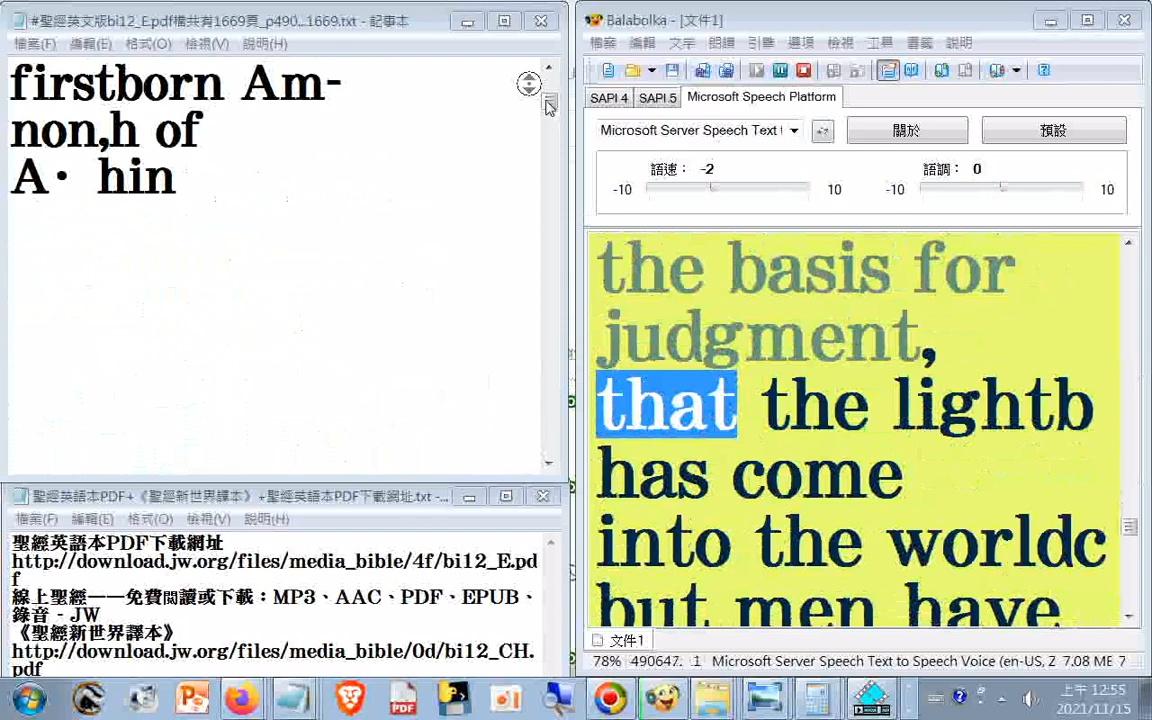 #聖經英文版bi12_E.pdf檔共有1669頁_p490...1669.txt - 記事本
檔案(F) 編輯(E) 格式(O) 檢視(V) 說明(H)
firstborn Am-
non,h of
A· hin
聖經英語本PDF+《聖經新世界譯本》+聖經英語本PDF下載網址.txt -...
檔案(F) 編輯(E) 格式(O) 檢視(V) 說明(H)
聖經英語本PDF下載網址
http://download.jw.org/files/media_bible/4f/bi12_E.pd
f
線上聖經——免費閱讀或下載：MP3、AAC、PDF、EPUB、
錄音 - JW
《聖經新世界譯本》
http://download.jw.org/files/media_bible/0d/bi12_CH.
pdf
Balabolka - [文件1]
檔案 編輯 文字 朗讀 引擎 選項 檢視 工具 書籤 說明
SAPI 4 SAPI 5 Microsoft Speech Platform
Microsoft Server Speech Text 關於 預設
語速： -2 語調： 0
-10 10 -10 10
the basis for
judgment,
that the lightb
has come
into the worldc
but men have
文件1
78% 490647. 1 Microsoft Server Speech Text to Speech Voice (en-US, Z 7.08 ME 7
上午 12:55
2021/11/15